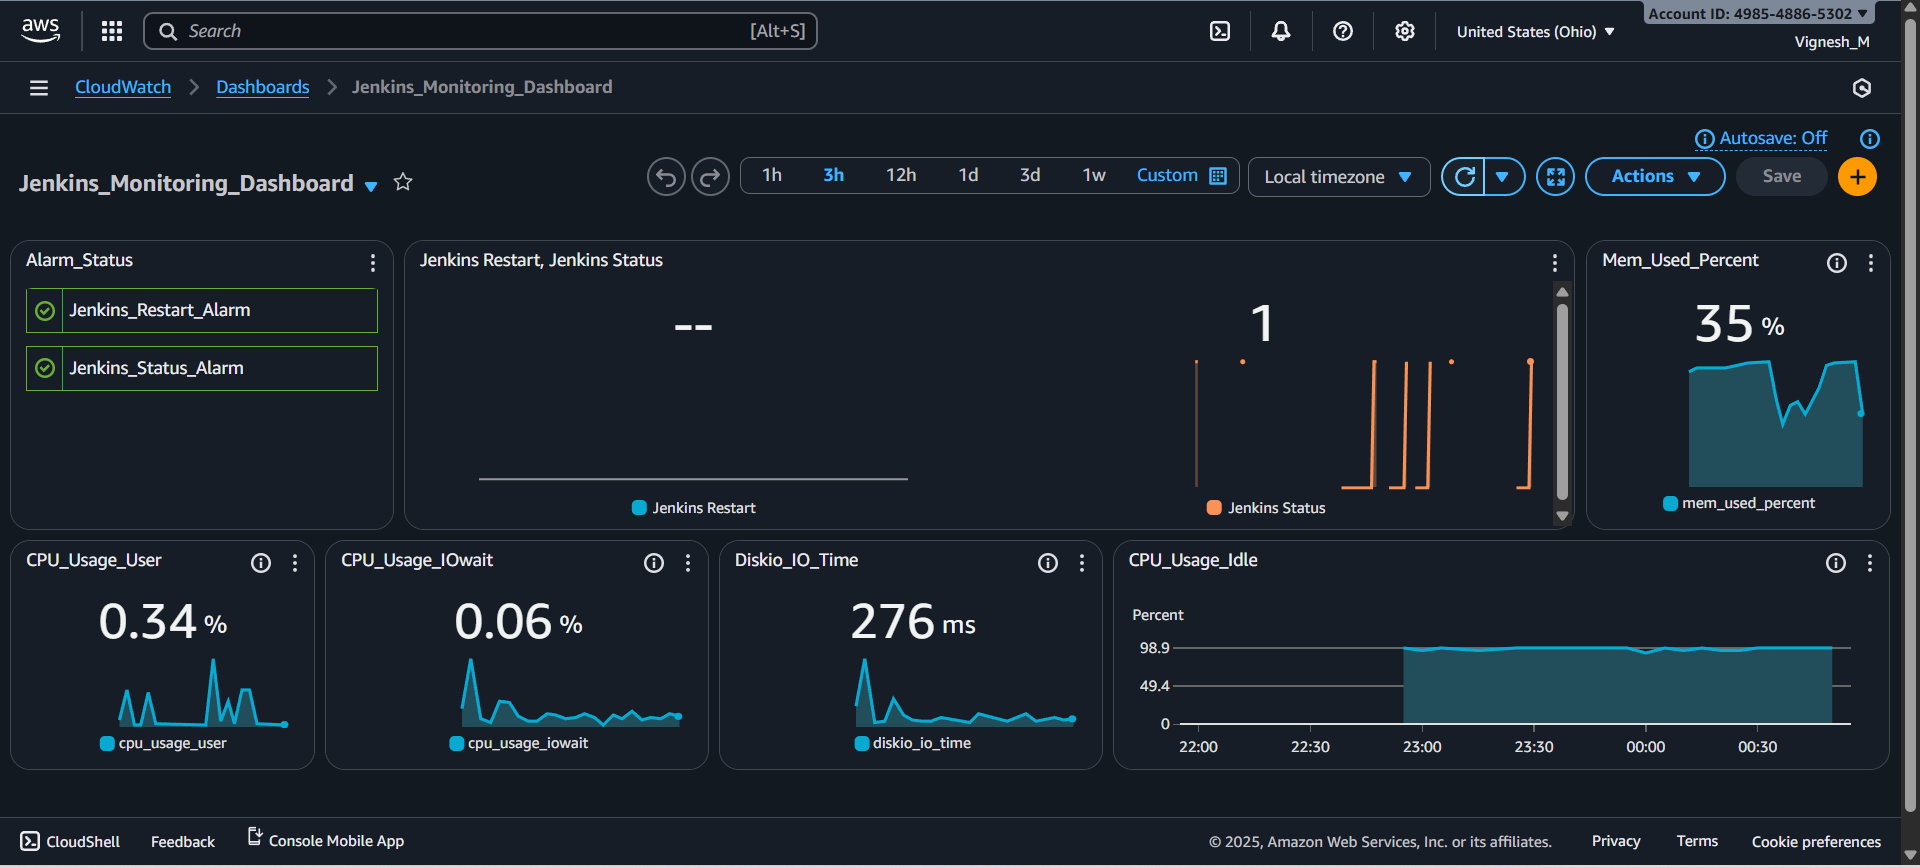 aws
Search
[Alt+S]
United States (Ohio)
Account ID: 4985-4886-5302
Vignesh_M
CloudWatch
Dashboards
Jenkins_Monitoring_Dashboard
Autosave: Off
Jenkins_Monitoring_Dashboard
1h
3h
12h
1d
3d
1w
Custom
Local timezone
Actions
Save
Alarm_Status
Jenkins_Restart_Alarm
Jenkins_Status_Alarm
Jenkins Restart, Jenkins Status
--
Jenkins Restart
1
Jenkins Status
Mem_Used_Percent
35 %
mem_used_percent
CPU_Usage_User
0.34 %
cpu_usage_user
CPU_Usage_IOwait
0.06 %
cpu_usage_iowait
Diskio_IO_Time
276 ms
diskio_io_time
CPU_Usage_Idle
Percent
98.9
49.4
0
22:00
22:30
23:00
23:30
00:00
00:30
CloudShell
Feedback
Console Mobile App
© 2025, Amazon Web Services, Inc. or its affiliates.
Privacy
Terms
Cookie preferences